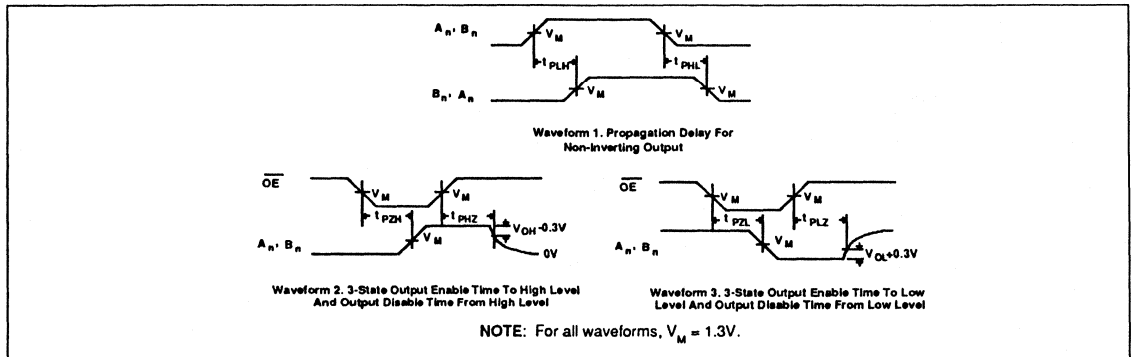 An, Bn
VM
VM
tPLH
tPHL
Bn, An
VM
VM
Waveform 1. Propagation Delay For
Non-Inverting Output
OE
VM
VM
tPZH
tPHZ
VOH-0.3V
An, Bn
VM
0V
Waveform 2. 3-State Output Enable Time To High Level
And Output Disable Time From High Level
OE
VM
VM
tPZL
tPLZ
An, Bn
VM
VOL+0.3V
Waveform 3. 3-State Output Enable Time To Low
Level And Output Disable Time From Low Level
NOTE: For all waveforms, VM = 1.3V.